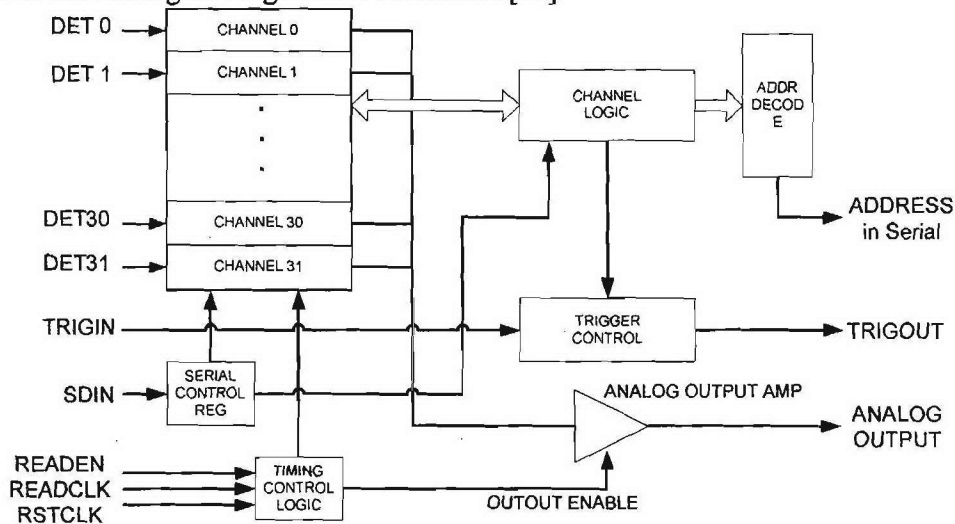 DET 0
CHANNEL 0
DET 1
CHANNEL 1
CHANNEL
LOGIC
ADDR
DECOD
E
DET30
CHANNEL 30
ADDRESS
in Serial
DET31
CHANNEL 31
TRIGIN
TRIGGER
CONTROL
TRIGOUT
SDIN
SERIAL
CONTROL
REG
ANALOG OUTPUT AMP
ANALOG
OUTPUT
READEN
READCLK
RSTCLK
TIMING
CONTROL
LOGIC
OUTOUT ENABLE